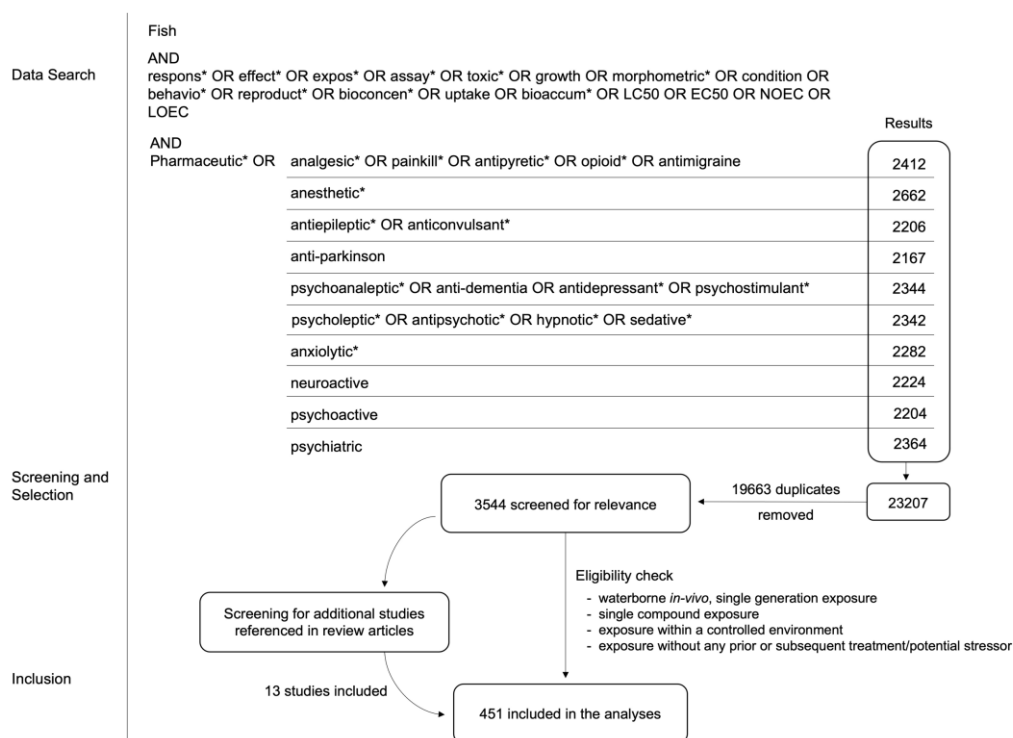 Fish
Data Search
AND
respons* OR effect* OR expos* OR assay* OR toxic* OR growth OR morphometric* OR condition OR
behavio* OR reproduct* OR bioconcen* OR uptake OR bioaccum* OR LC50 OR EC50 OR NOEC OR
LOEC
Results
AND
Pharmaceutic* OR analgesic* OR painkill* OR antipyretic* OR opioid* OR antimigraine 2412
anesthetic* 2662
antiepileptic* OR anticonvulsant* 2206
anti-parkinson 2167
psychoanaleptic* OR anti-dementia OR antidepressant* OR psychostimulant* 2344
psycholeptic* OR antipsychotic* OR hypnotic* OR sedative* 2342
anxiolytic* 2282
neuroactive 2224
psychoactive 2204
psychiatric 2364
Screening and
Selection
3544 screened for relevance
19663 duplicates
removed
23207
Eligibility check
- waterborne in-vivo, single generation exposure
- single compound exposure
- exposure within a controlled environment
- exposure without any prior or subsequent treatment/potential stressor
Screening for additional studies
referenced in review articles
Inclusion
13 studies included
451 included in the analyses